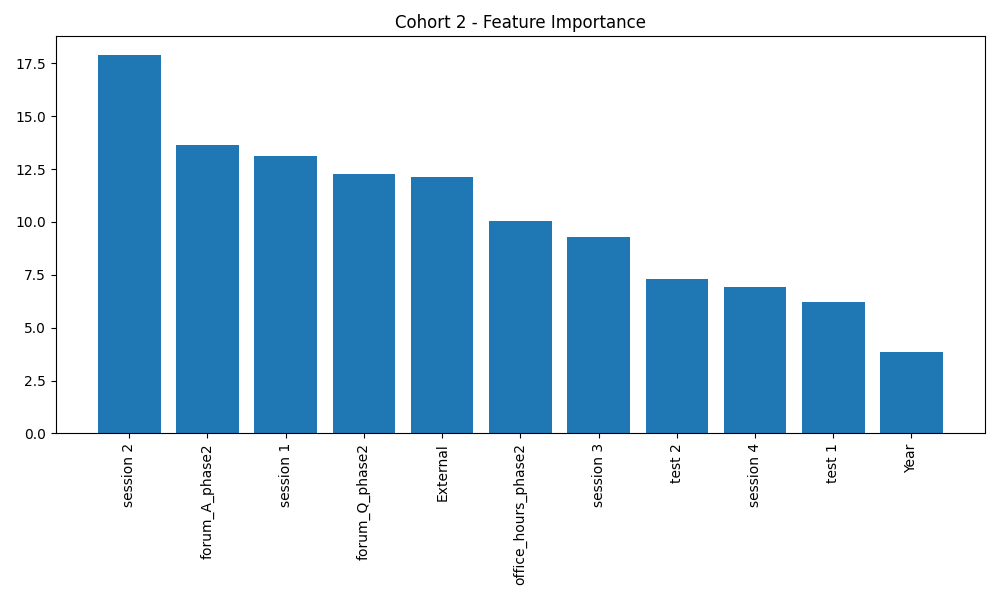 Cohort 2 - Feature Importance
17.5
15.0
12.5
10.0
7.5
5.0
2.5
0.0
session 2
forum_A_phase2
session 1
forum_Q_phase2
External
office_hours_phase2
session 3
test 2
session 4
test 1
Year